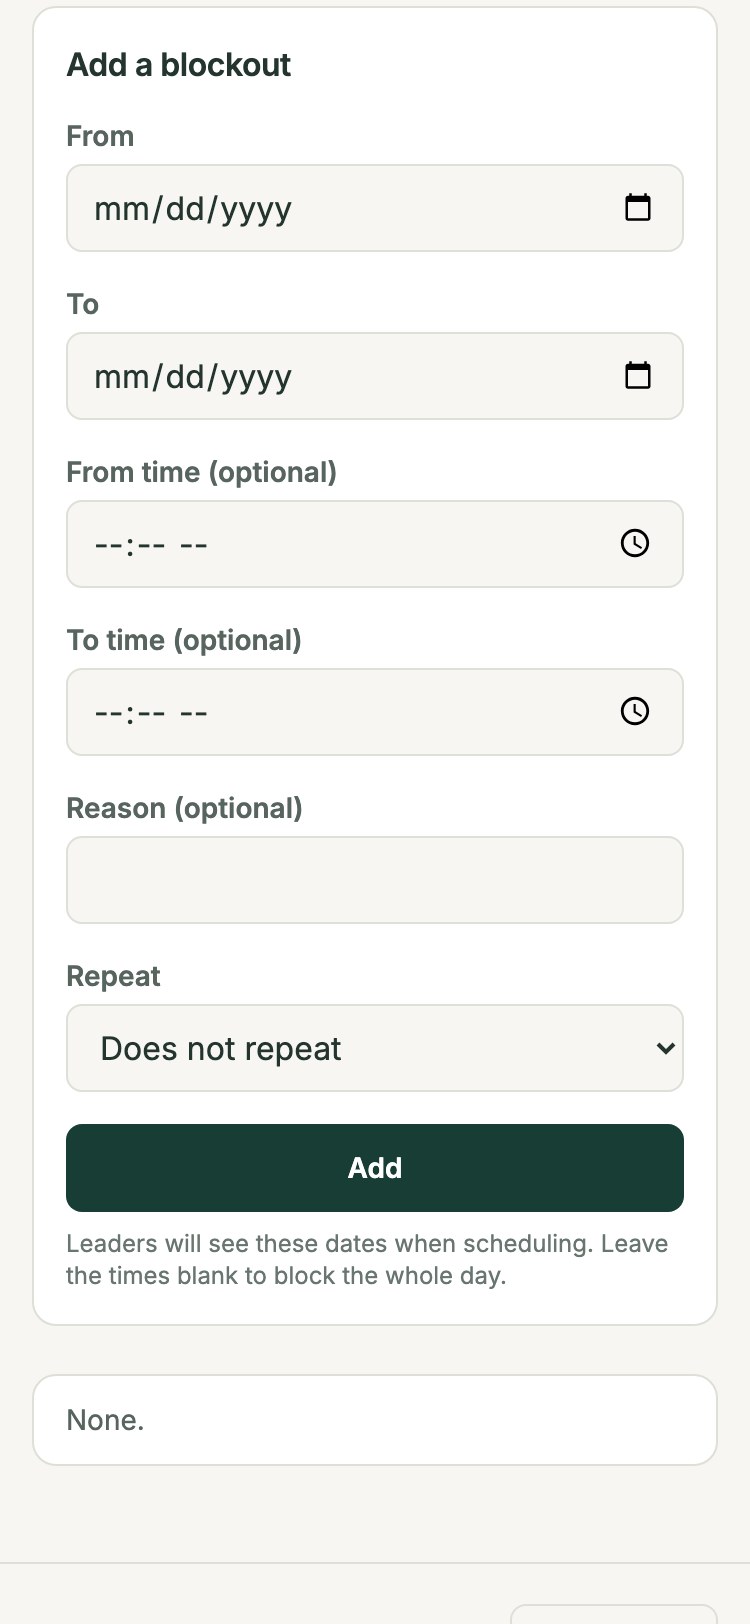 Add a blockout
From
mm/dd/yyyy
To
mm/dd/yyyy
From time (optional)
--:-- --
To time (optional)
--:-- --
Reason (optional)
Repeat
Does not repeat
Add
Leaders will see these dates when scheduling. Leave
the times blank to block the whole day.
None.